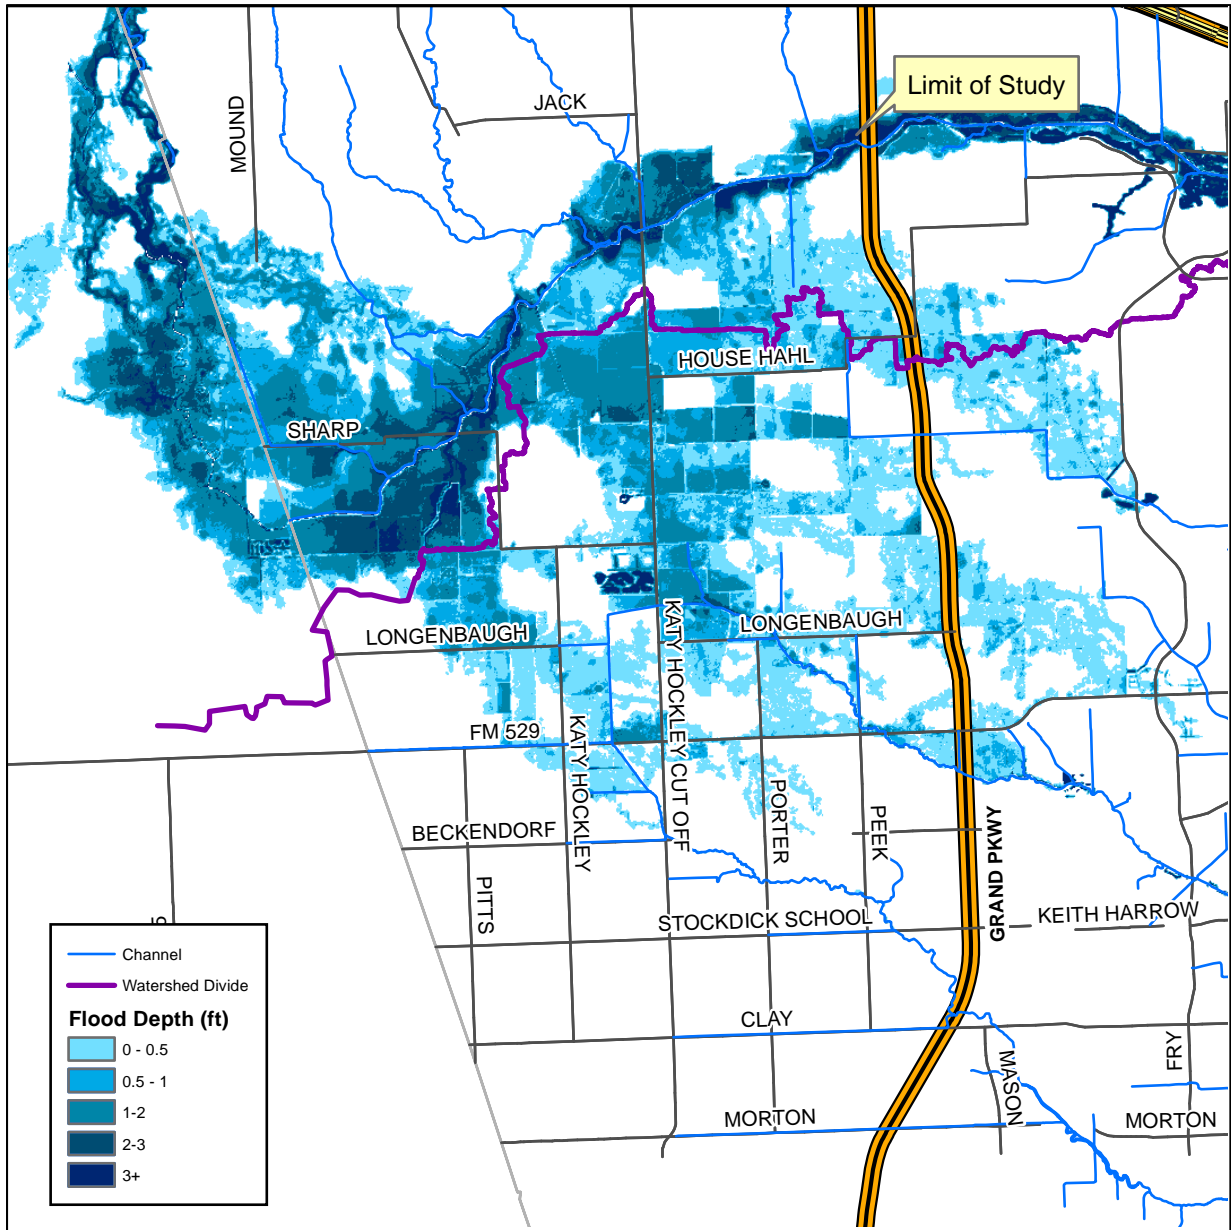 Limit of Study
JACK
MOUND
HOUSE HAHL
SHARP
LONGENBAUGH
LONGENBAUGH
KATY HOCKLEY CUT OFF
FM 529
KATY HOCKLEY
PORTER
PEEK
BECKENDORF
GRAND PKWY
PITTS
STOCKDICK SCHOOL
KEITH HARROW
CLAY
MASON
FRY
MORTON
MORTON
Channel
Watershed Divide
Flood Depth (ft)
0 - 0.5
0.5 - 1
1-2
2-3
3+